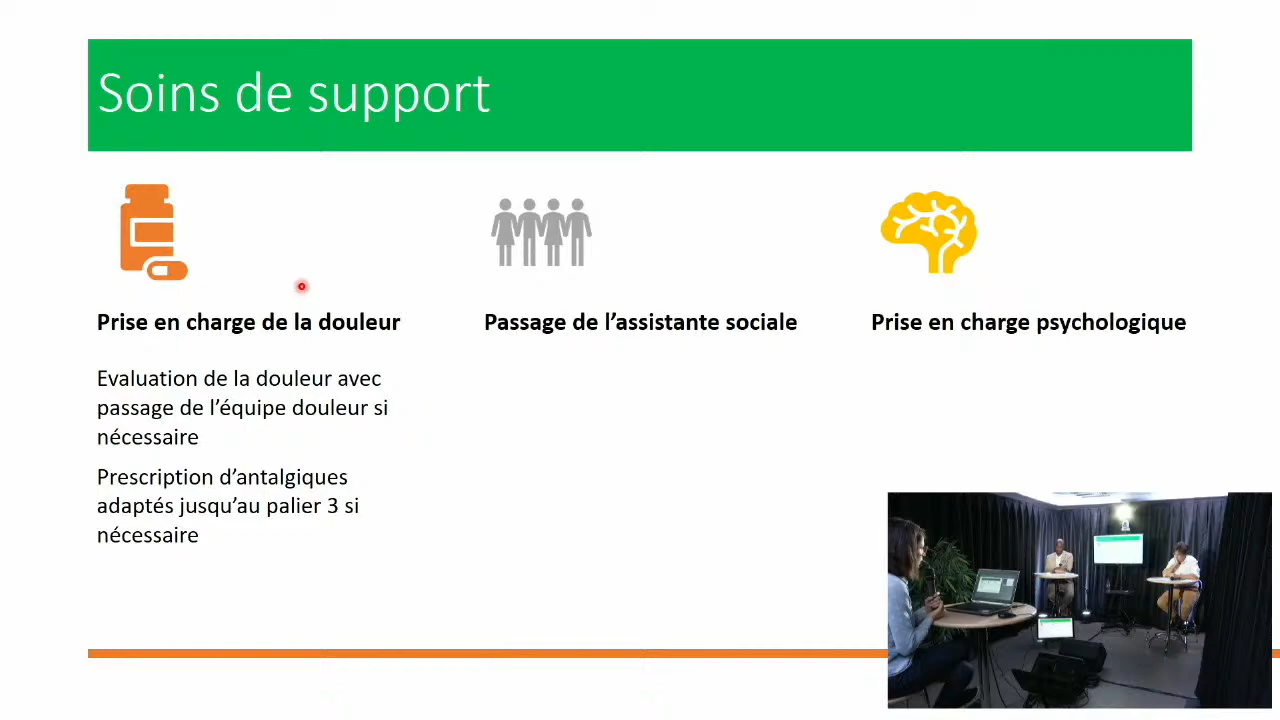 Soins de support
Prise en charge de la douleur
Evaluation de la douleur avec
passage de l’équipe douleur si
nécessaire
Prescription d’antalgiques
adaptés jusqu’au palier 3 si
nécessaire
Passage de l’assistante sociale
Prise en charge psychologique